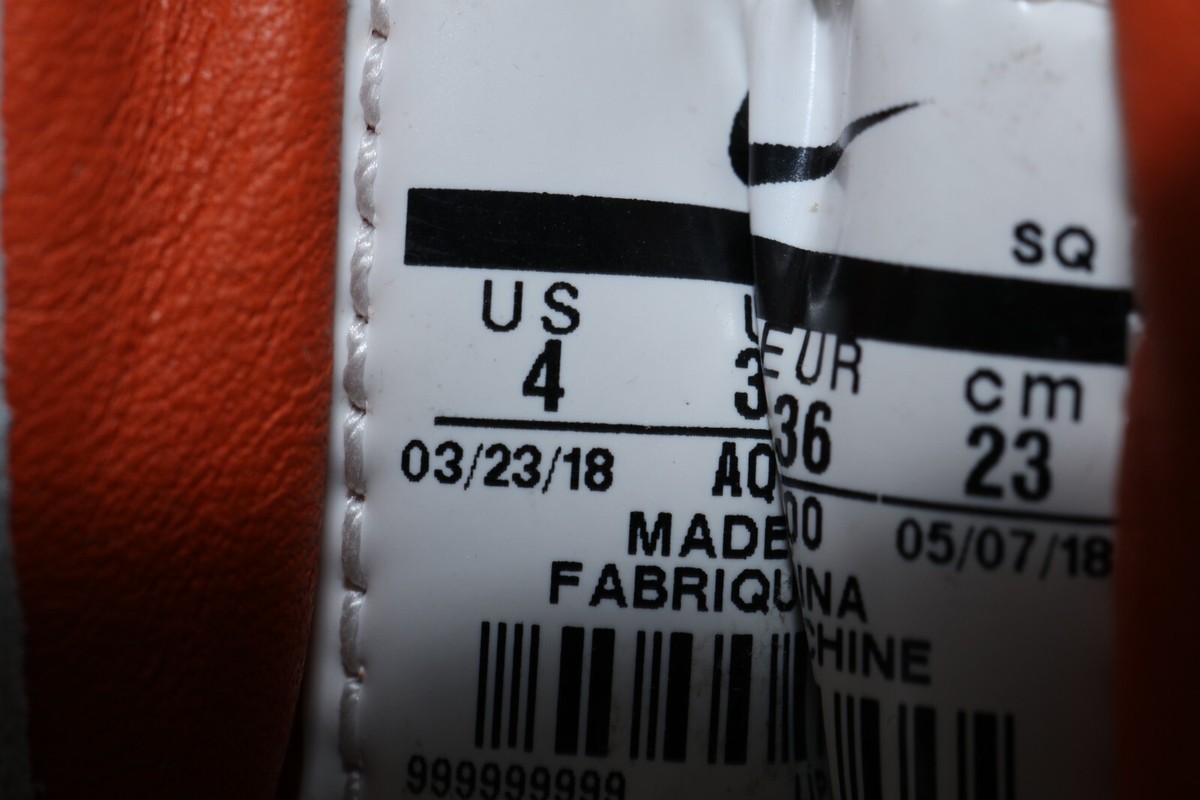 SQ
US EUR cm
4 3 36 23
03/23/18 AQ 00 05/07/18
MADE INA
FABRIQU CHINE
999999999 UP